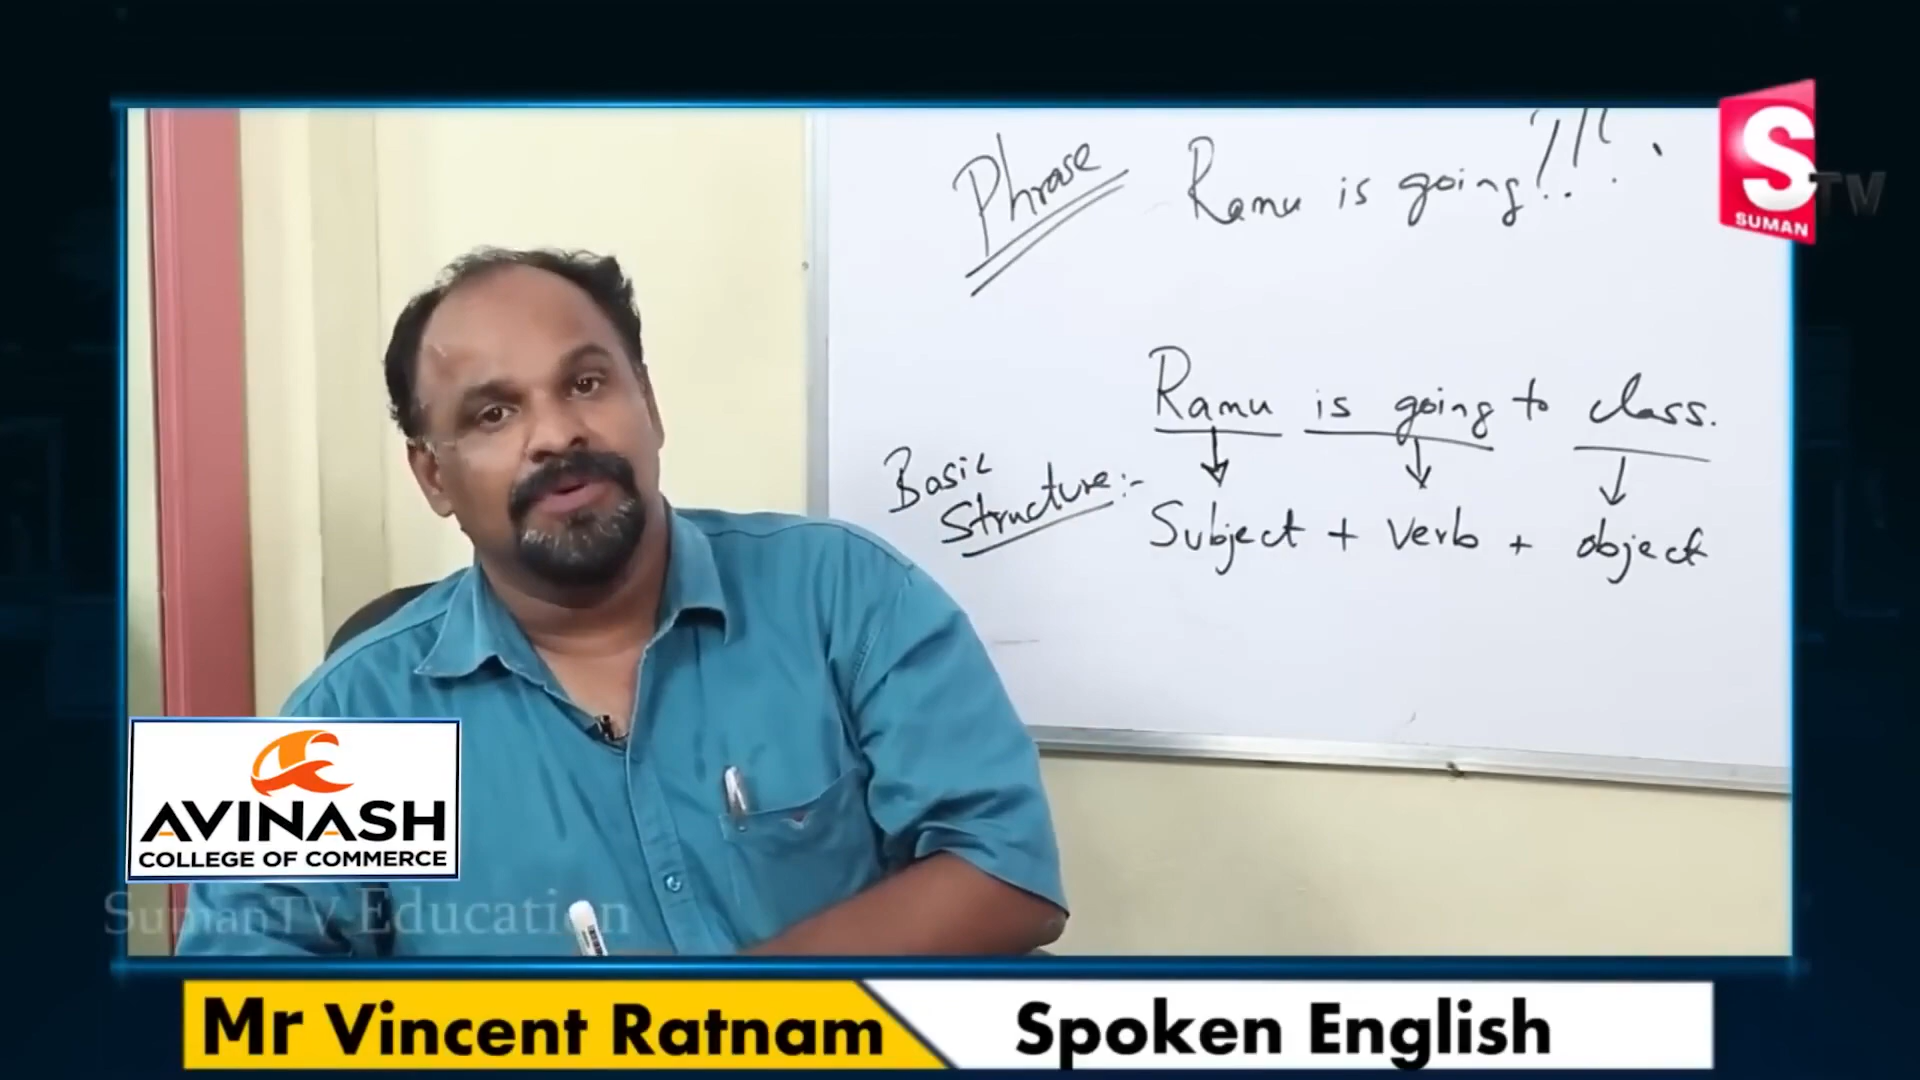 Phrase
Ramu is going!!.
???.
S
TV
SUMAN
Ramu is going to class.
Basic
Structure:-
Subject + Verb + object
AVINASH
COLLEGE OF COMMERCE
SumanTV Education
Mr Vincent Ratnam
Spoken English